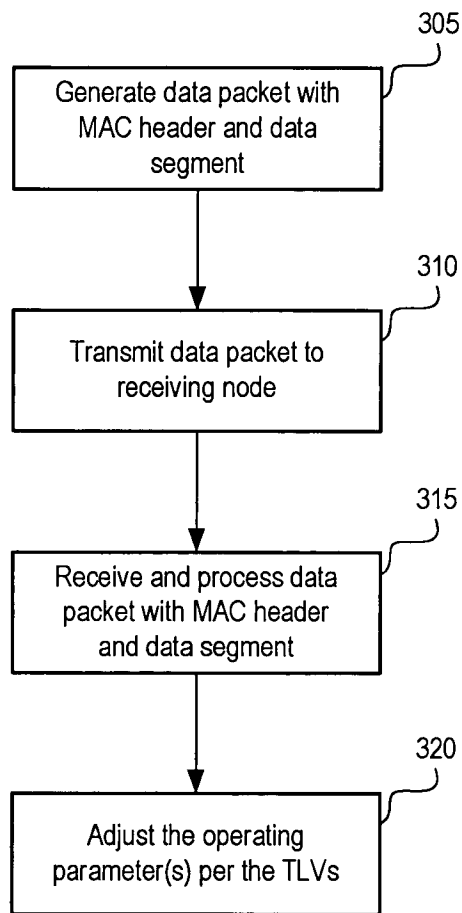 305
Generate data packet with
MAC header and data
segment
310
Transmit data packet to
receiving node
315
Receive and process data
packet with MAC header
and data segment
320
Adjust the operating
parameter(s) per the TLVs